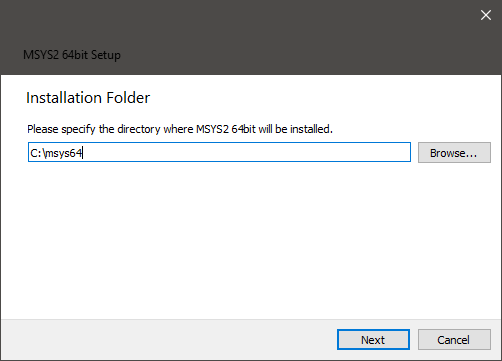 MSYS2 64bit Setup
Installation Folder
Please specify the directory where MSYS2 64bit will be installed.
C:\msys64
Browse...
Next
Cancel